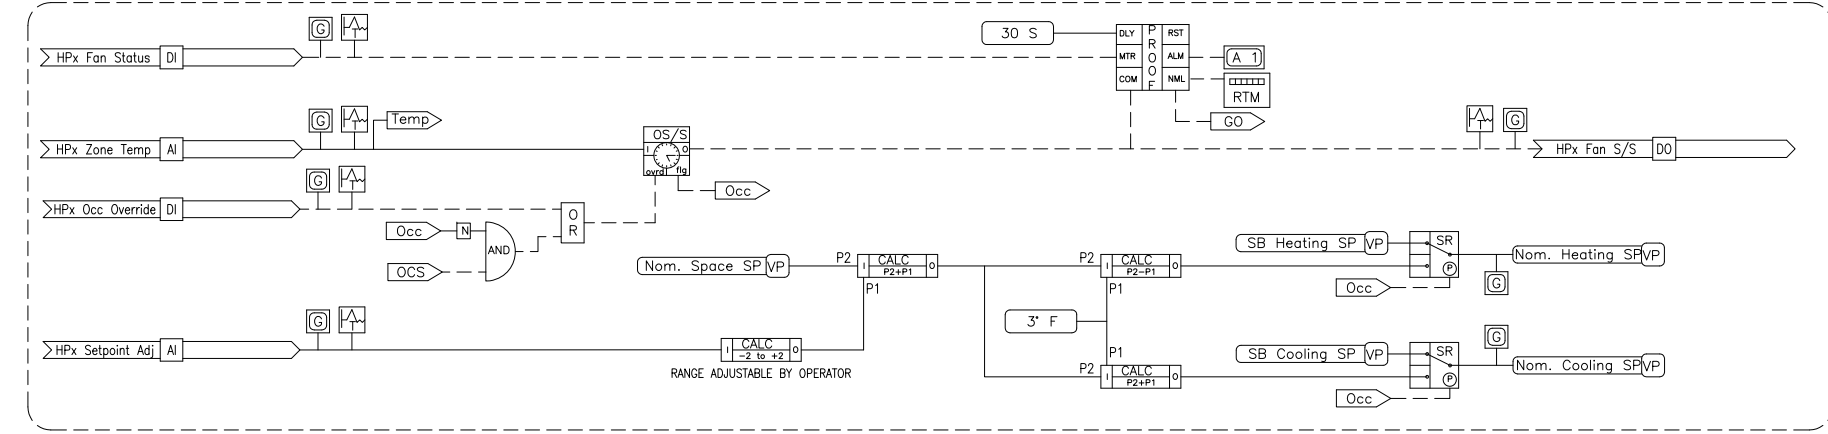 G
HPx Fan Status DI
30 S
DLY
MTR
COM
PROOF
RST
ALM
NML
A 1
RTM
GO
G
Temp
HPx Zone Temp AI
OS/S
I O
ovrd flg
Occ
G
HPx Fan S/S DO
G
HPx Occ Override DI
OR
Occ N
AND
OCS
Nom. Space SP VP
P2
I CALC O
P2+P1
P1
P2
I CALC O
P2-P1
P1
SB Heating SP VP
SR
P
Occ
Nom. Heating SP VP
G
3° F
G
HPx Setpoint Adj AI
I CALC O
-2 to +2
RANGE ADJUSTABLE BY OPERATOR
P1
P2
I CALC O
P2+P1
SB Cooling SP VP
SR
P
Occ
G
Nom. Cooling SP VP